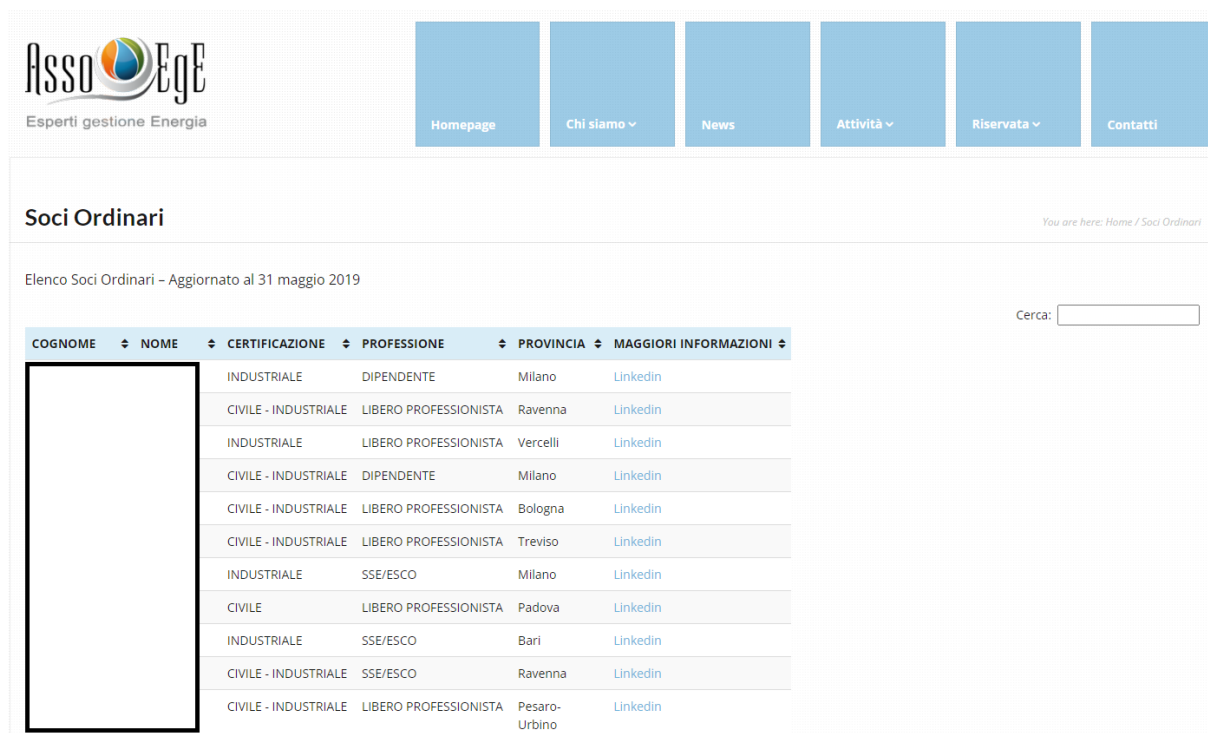 Asso EgE
Esperti gestione Energia
Homepage Chi siamo News Attività Riservata Contatti
Soci Ordinari
You are here: Home / Soci Ordinari
Elenco Soci Ordinari – Aggiornato al 31 maggio 2019
Cerca:
COGNOME NOME CERTIFICAZIONE PROFESSIONE PROVINCIA MAGGIORI INFORMAZIONI
INDUSTRIALE DIPENDENTE Milano Linkedin
CIVILE - INDUSTRIALE LIBERO PROFESSIONISTA Ravenna Linkedin
INDUSTRIALE LIBERO PROFESSIONISTA Vercelli Linkedin
CIVILE - INDUSTRIALE DIPENDENTE Milano Linkedin
CIVILE - INDUSTRIALE LIBERO PROFESSIONISTA Bologna Linkedin
CIVILE - INDUSTRIALE LIBERO PROFESSIONISTA Treviso Linkedin
INDUSTRIALE SSE/ESCO Milano Linkedin
CIVILE LIBERO PROFESSIONISTA Padova Linkedin
INDUSTRIALE SSE/ESCO Bari Linkedin
CIVILE - INDUSTRIALE SSE/ESCO Ravenna Linkedin
CIVILE - INDUSTRIALE LIBERO PROFESSIONISTA Pesaro- Linkedin
Urbino